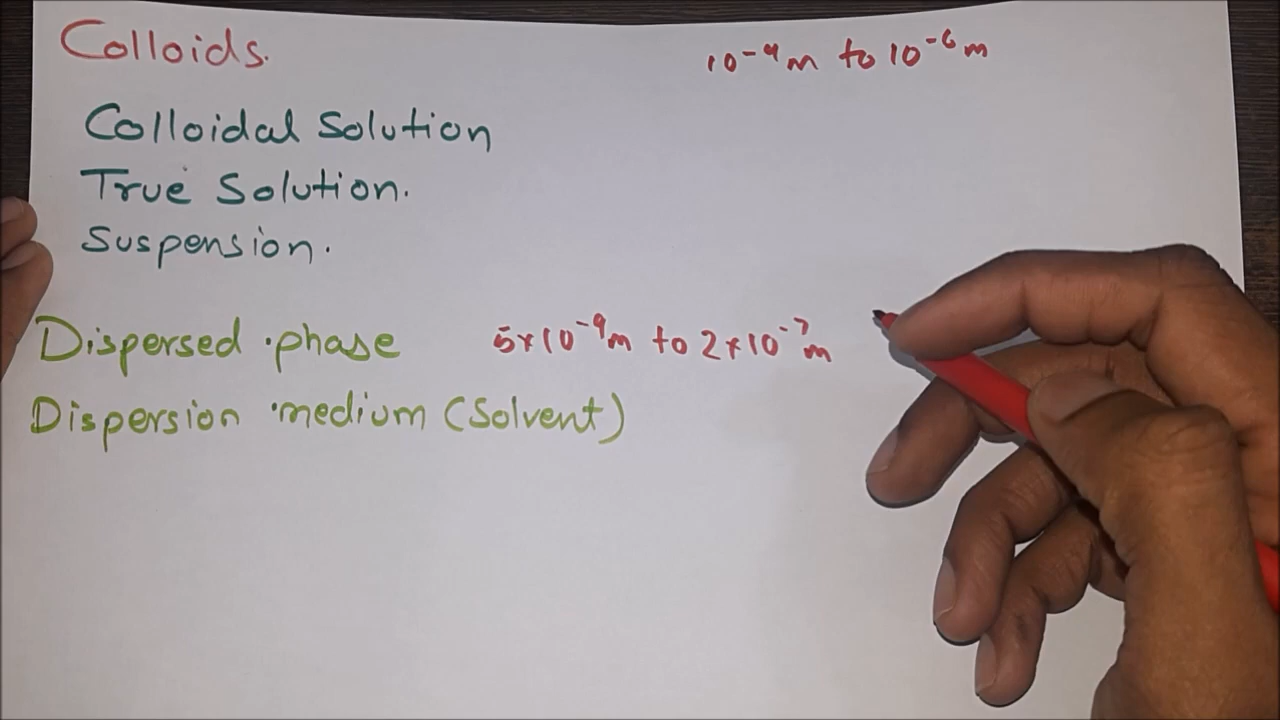 Colloids.
10⁻⁹m to 10⁻⁶m
Colloidal Solution
True Solution.
Suspension.
Dispersed phase 5×10⁻⁹m to 2×10⁻⁷m
Dispersion medium (Solvent)